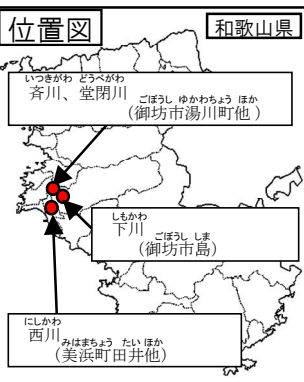 位置図
和歌山県
いつきがわ どうべがわ
斉川、堂閉川
ごぼうし ゆかわちょう ほか
(御坊市湯川町他)
しもかわ
下川
ごぼうし しま
(御坊市島)
にしかわ
西川
みはまちょう たい ほか
(美浜町田井他)